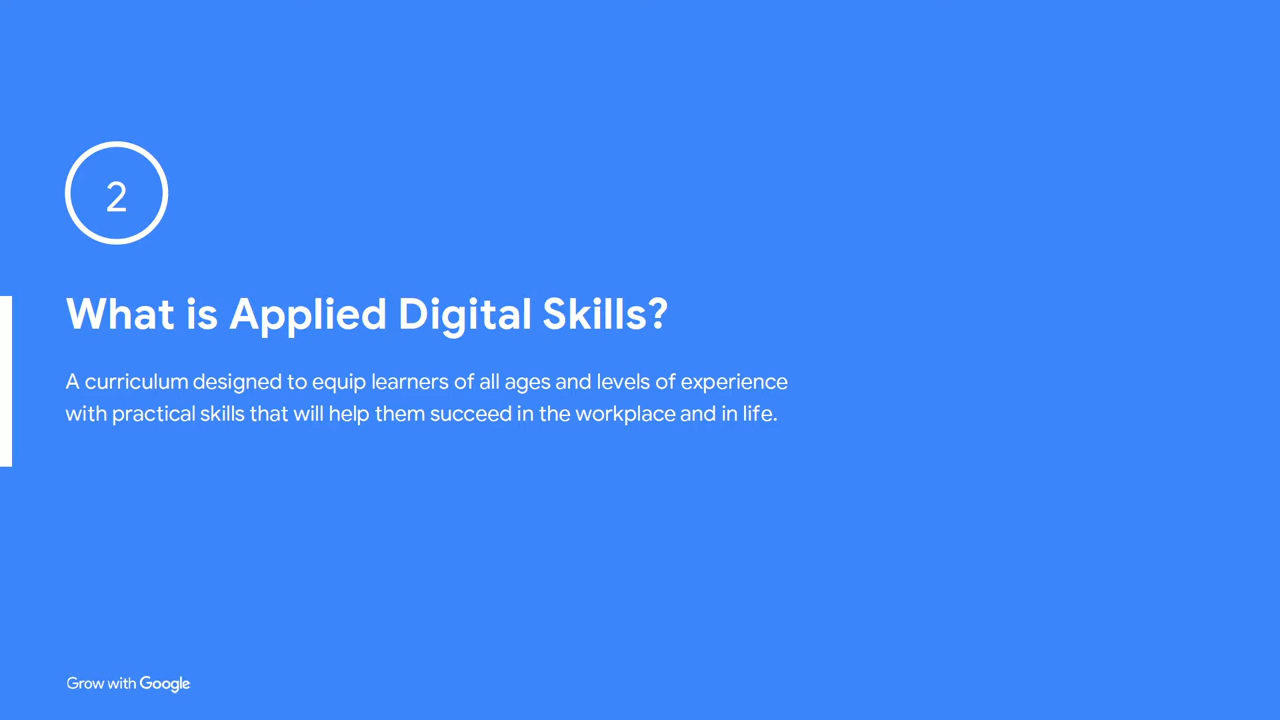 2
What is Applied Digital Skills?
A curriculum designed to equip learners of all ages and levels of experience
with practical skills that will help them succeed in the workplace and in life.
Grow with Google